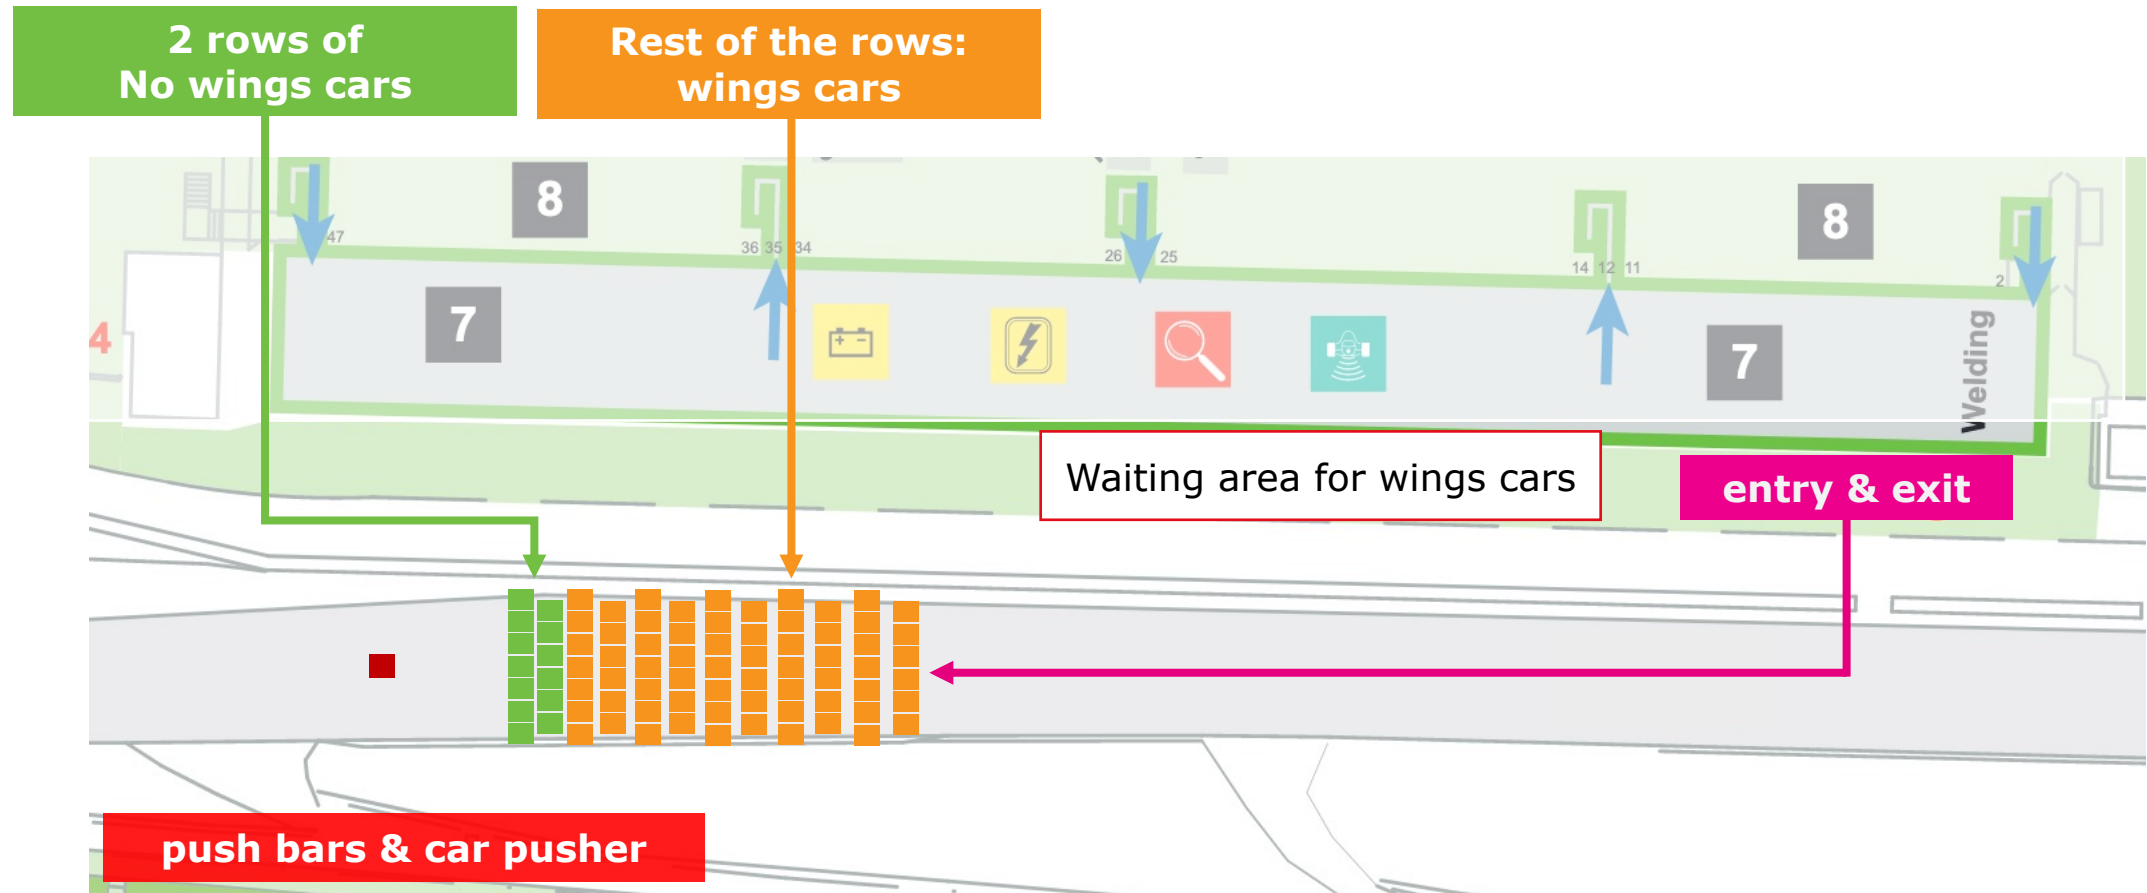 2 rows of
No wings cars
Rest of the rows:
wings cars
8
8
47
36 35 34
26 25
14 12 11
2
4
7
7
Welding
Waiting area for wings cars
entry & exit
push bars & car pusher